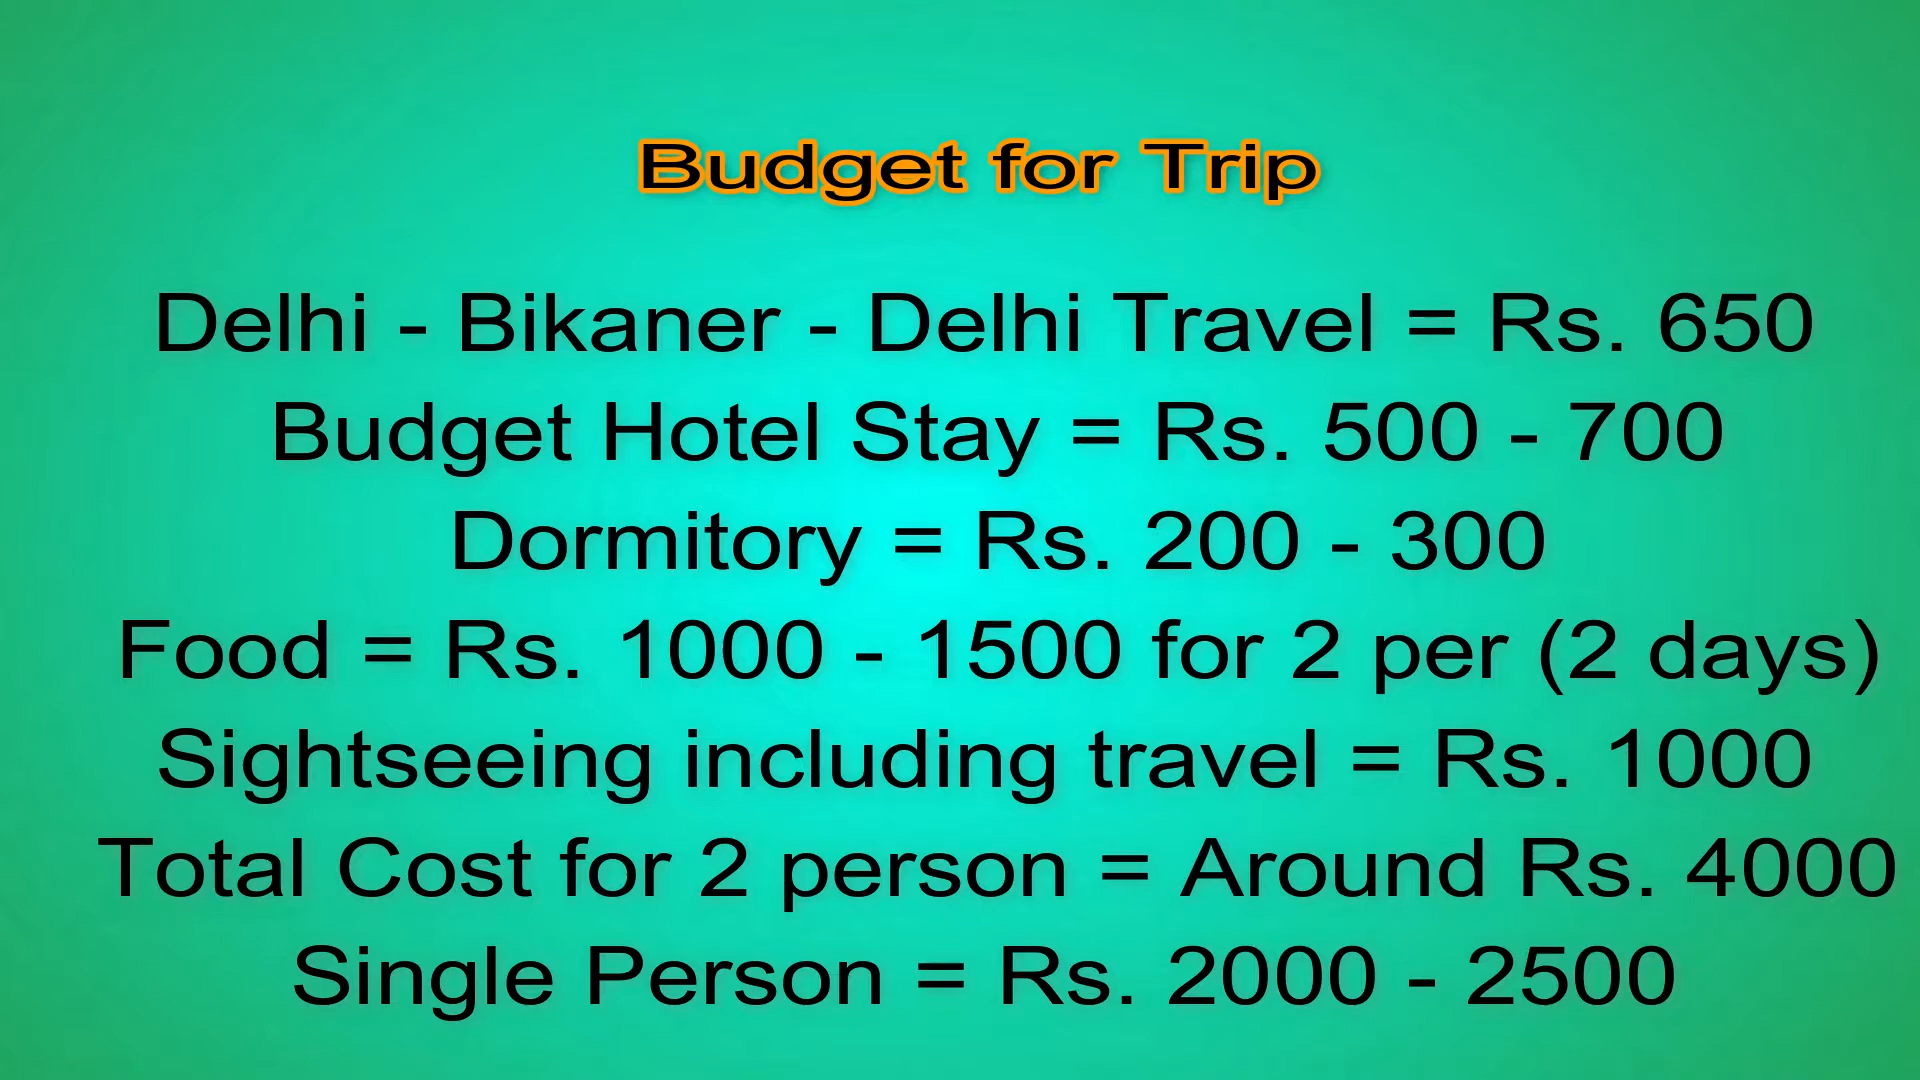 Budget for Trip
Delhi - Bikaner - Delhi Travel = Rs. 650
Budget Hotel Stay = Rs. 500 - 700
Dormitory = Rs. 200 - 300
Food = Rs. 1000 - 1500 for 2 per (2 days)
Sightseeing including travel = Rs. 1000
Total Cost for 2 person = Around Rs. 4000
Single Person = Rs. 2000 - 2500